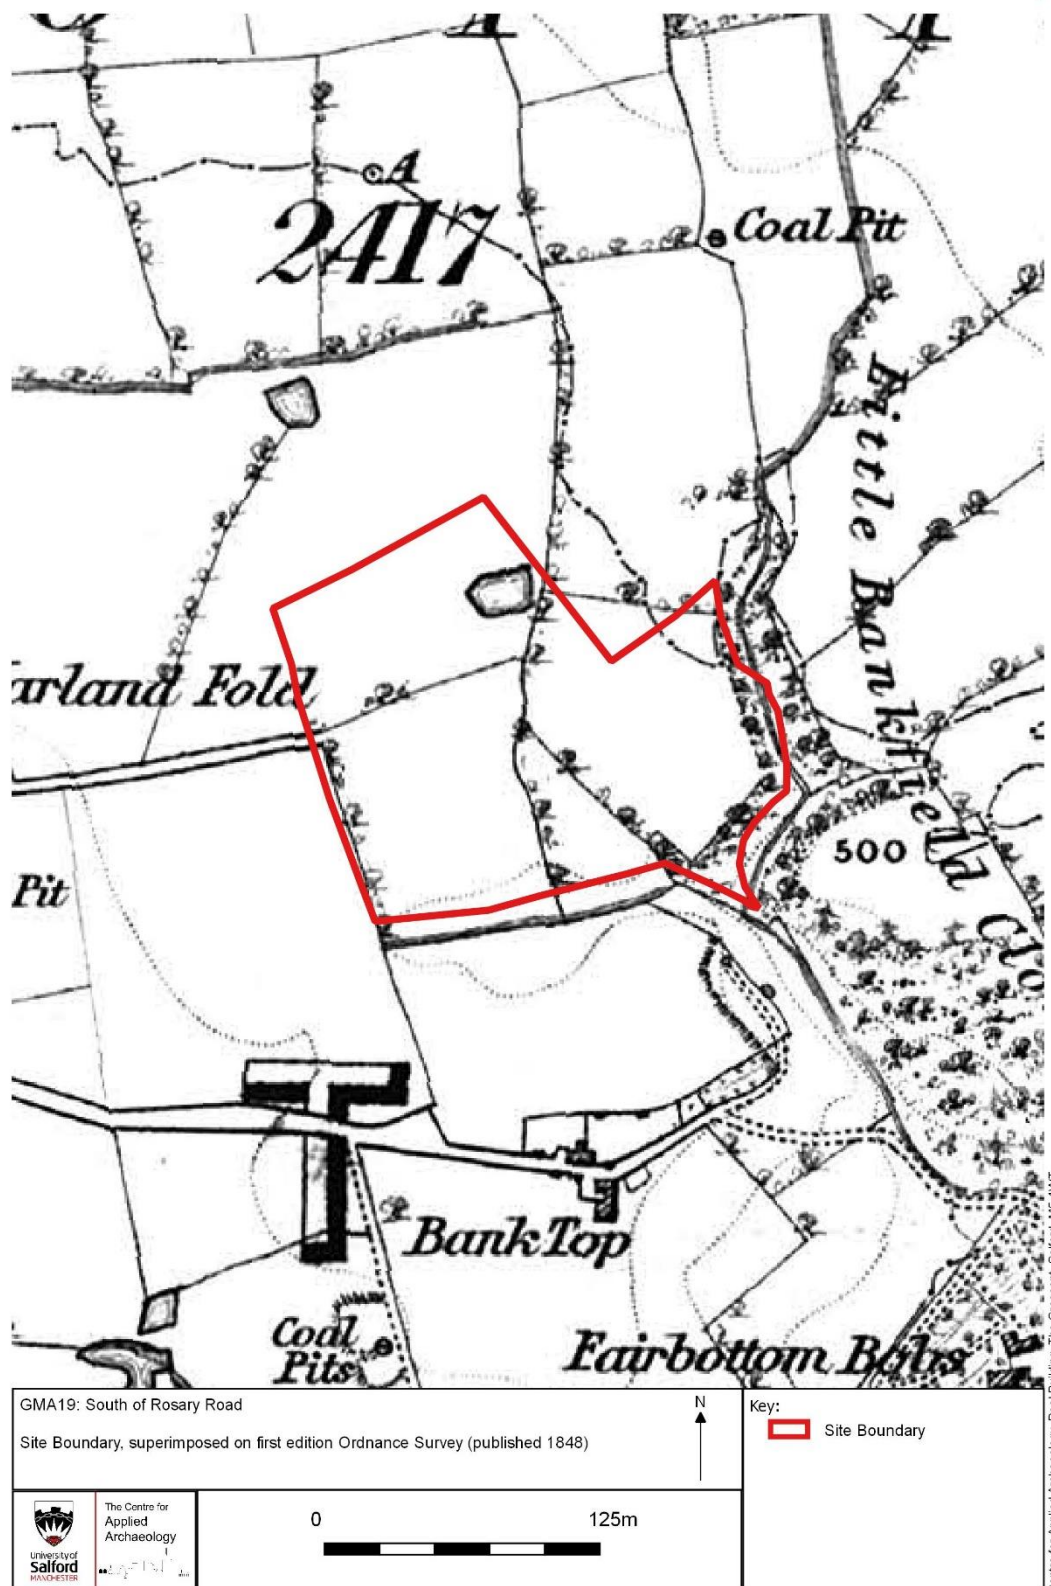 A
2417
Coal Pit
Little Bankfield Clo
arland Fold
Pit
500
Bank Top
Coal
Pits
Fairbottom Bobs
GMA19: South of Rosary Road
Site Boundary, superimposed on first edition Ordnance Survey (published 1848)
N
Key:
Site Boundary
University of
Salford
MANCHESTER
The Centre for
Applied
Archaeology
0
125m